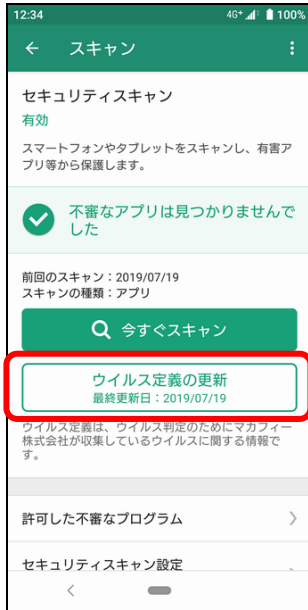 12:34
4G+ 100%
← スキャン
セキュリティスキャン
有効
スマートフォンやタブレットをスキャンし、有害ア
プリ等から保護します。
不審なアプリは見つかりませんで
した
前回のスキャン：2019/07/19
スキャンの種類：アプリ
今すぐスキャン
ウイルス定義の更新
最終更新日：2019/07/19
ウイルス定義は、ウイルス判定のためにマカフィー
株式会社が収集しているウイルスに関する情報で
す。
許可した不審なプログラム
セキュリティスキャン設定